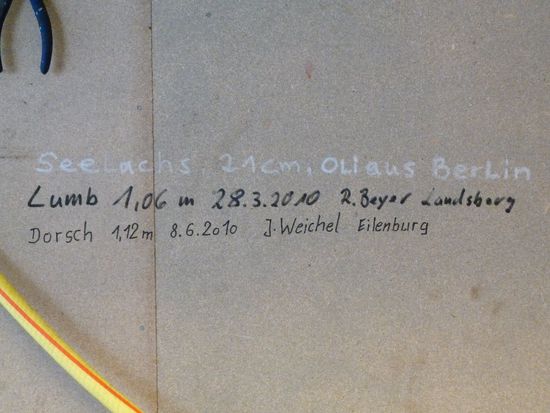 Seelachs, 21cm, Oli aus Berlin
Lumb 1,06 m 28.3.2010 R. Beyer Landsberg
Dorsch 1,12m 8.6.2010 J. Weichel Eilenburg